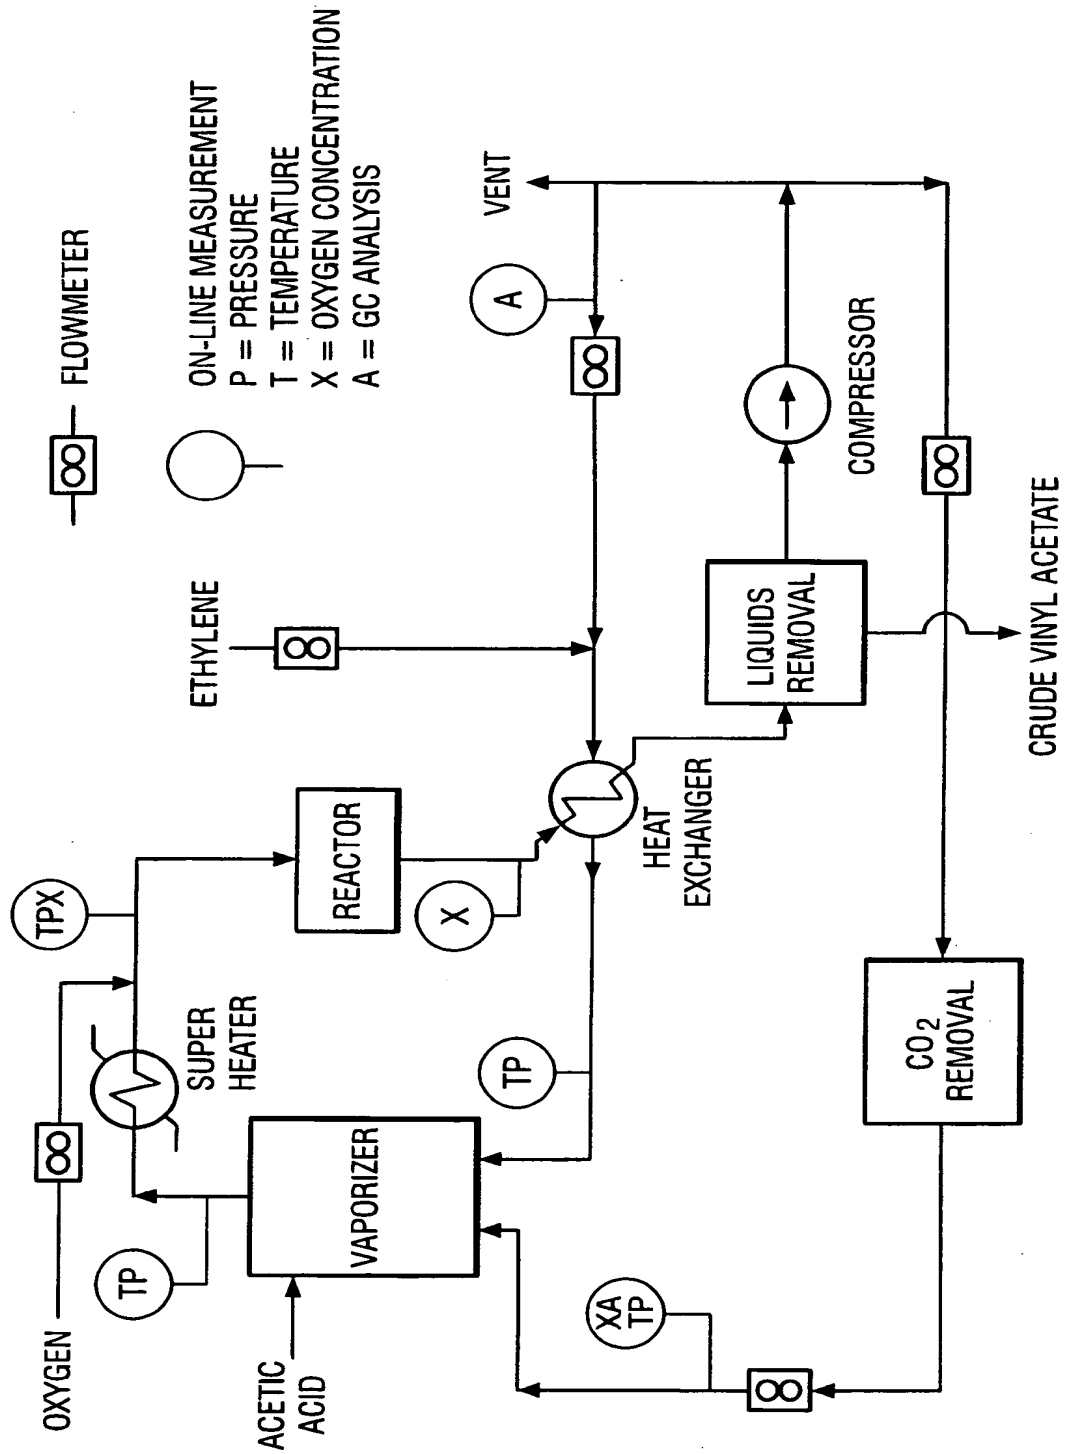 FLOWMETER
ON-LINE MEASUREMENT
P = PRESSURE
T = TEMPERATURE
X = OXYGEN CONCENTRATION
A = GC ANALYSIS
OXYGEN
TPX
TP
SUPER
HEATER
ETHYLENE
ACETIC
ACID
VAPORIZER
REACTOR
X
TP
A
VENT
HEAT
EXCHANGER
XA
TP
LIQUIDS
REMOVAL
COMPRESSOR
CO2
REMOVAL
CRUDE VINYL ACETATE